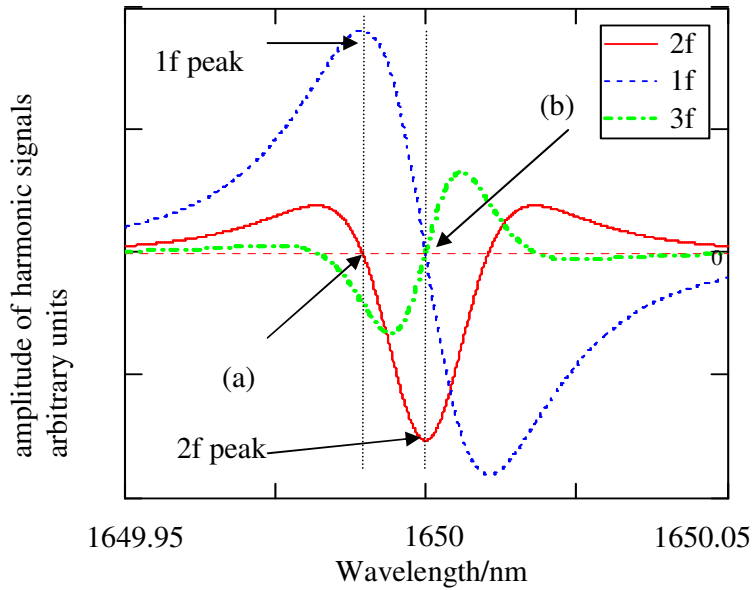 1f peak
(b)
2f
1f
3f
amplitude of harmonic signals
arbitrary units
0
(a)
2f peak
1649.95
1650
1650.05
Wavelength/nm